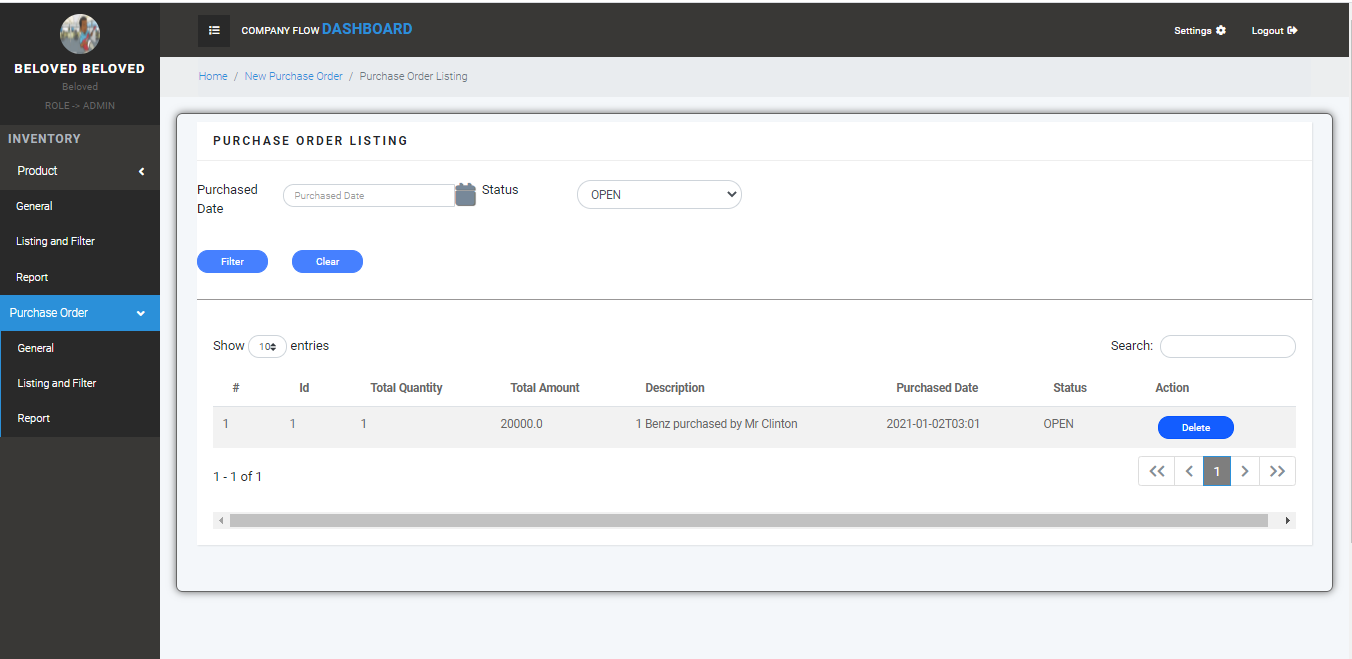 BELOVED BELOVED
Beloved
ROLE -> ADMIN
INVENTORY
Product
General
Listing and Filter
Report
Purchase Order
General
Listing and Filter
Report
COMPANY FLOW DASHBOARD
Settings
Logout
Home / New Purchase Order / Purchase Order Listing
PURCHASE ORDER LISTING
Purchased
Date
Purchased Date
Status
OPEN
Filter
Clear
Show 10 entries
Search:
# Id Total Quantity Total Amount Description Purchased Date Status Action
1 1 1 20000.0 1 Benz purchased by Mr Clinton 2021-01-02T03:01 OPEN Delete
1 - 1 of 1
1